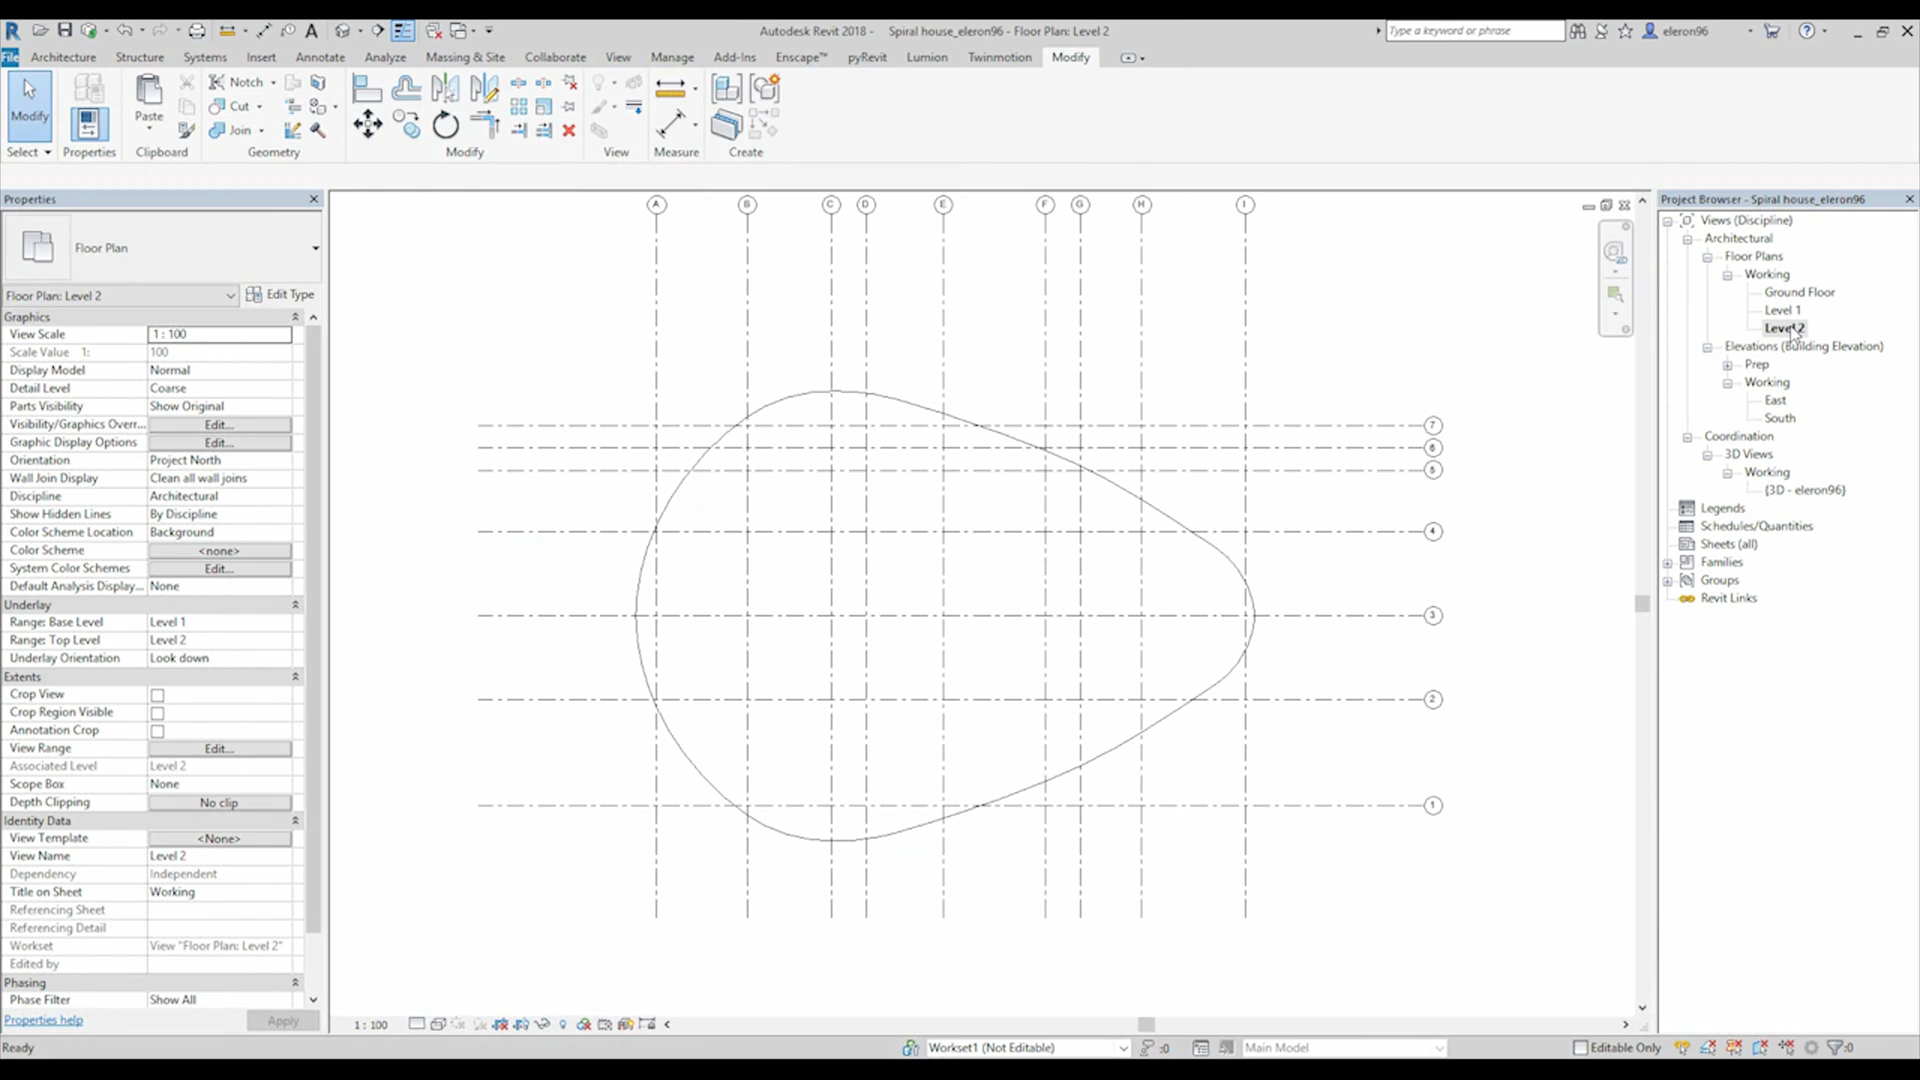 Autodesk Revit 2018 - Spiral house_eleron96 - Floor Plan: Level 2
Type a keyword or phrase
eleron96
File Architecture Structure Systems Insert Annotate Analyze Massing & Site Collaborate View Manage Add-Ins Enscape™ pyRevit Lumion Twinmotion Modify
Modify
Paste
Notch
Cut
Join
Select Properties Clipboard Geometry Modify View Measure Create
Properties
Floor Plan
Floor Plan: Level 2
Edit Type
Graphics
View Scale 1 : 100
Scale Value 1: 100
Display Model Normal
Detail Level Coarse
Parts Visibility Show Original
Visibility/Graphics Overr... Edit...
Graphic Display Options Edit...
Orientation Project North
Wall Join Display Clean all wall joins
Discipline Architectural
Show Hidden Lines By Discipline
Color Scheme Location Background
Color Scheme <none>
System Color Schemes Edit...
Default Analysis Display... None
Underlay
Range: Base Level Level 1
Range: Top Level Level 2
Underlay Orientation Look down
Extents
Crop View
Crop Region Visible
Annotation Crop
View Range Edit...
Associated Level Level 2
Scope Box None
Depth Clipping No clip
Identity Data
View Template <None>
View Name Level 2
Dependency Independent
Title on Sheet Working
Referencing Sheet
Referencing Detail
Workset View "Floor Plan: Level 2"
Edited by
Phasing
Phase Filter Show All
Properties help
Apply
A B C D E F G H I
7
6
5
4
3
2
1
2D
Project Browser - Spiral house_eleron96
Views (Discipline)
Architectural
Floor Plans
Working
Ground Floor
Level 1
Level 2
Elevations (Building Elevation)
Prep
Working
East
South
Coordination
3D Views
Working
{3D - eleron96}
Legends
Schedules/Quantities
Sheets (all)
Families
Groups
Revit Links
1 : 100
Ready
Workset1 (Not Editable)
:0
Main Model
Editable Only
:0